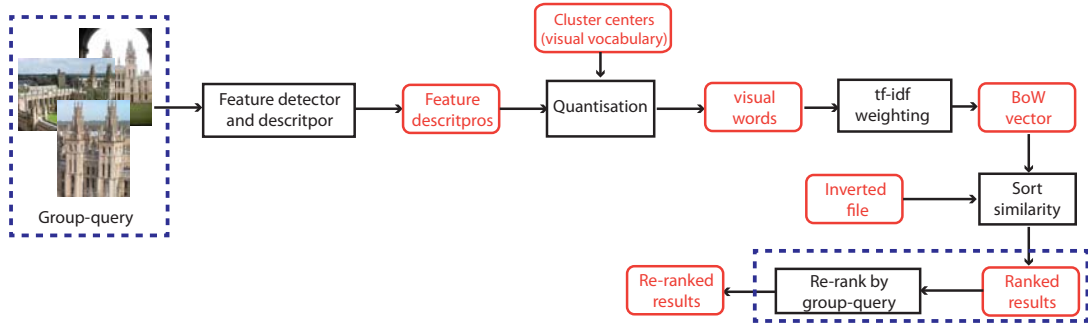 Group-query
Feature detector
and descritpor
Feature
descritpros
Cluster centers
(visual vocabulary)
Quantisation
visual
words
tf-idf
weighting
BoW
vector
Inverted
file
Sort
similarity
Ranked
results
Re-rank by
group-query
Re-ranked
results